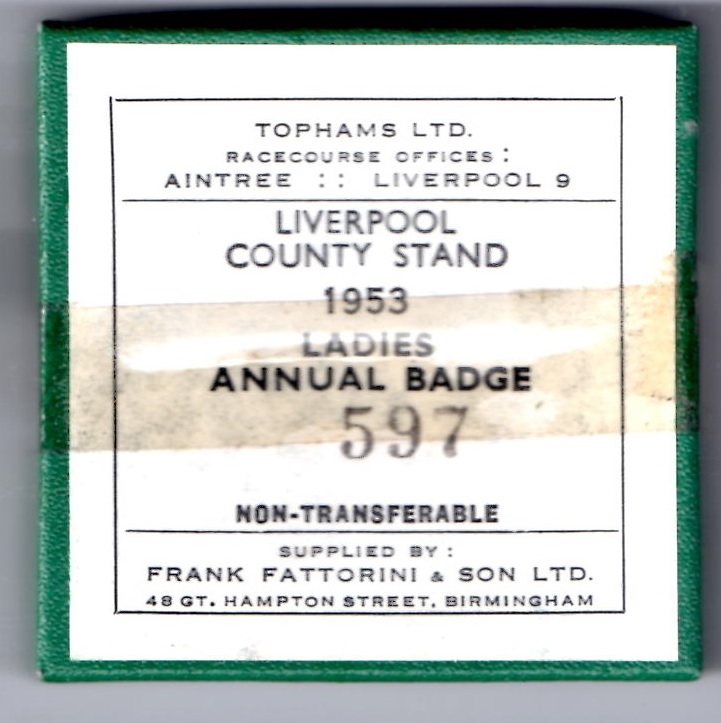 TOPHAMS LTD.
RACECOURSE OFFICES:
AINTREE :: LIVERPOOL 9
LIVERPOOL
COUNTY STAND
1953
LADIES
ANNUAL BADGE
597
NON-TRANSFERABLE
SUPPLIED BY:
FRANK FATTORINI & SON LTD.
48 GT. HAMPTON STREET, BIRMINGHAM